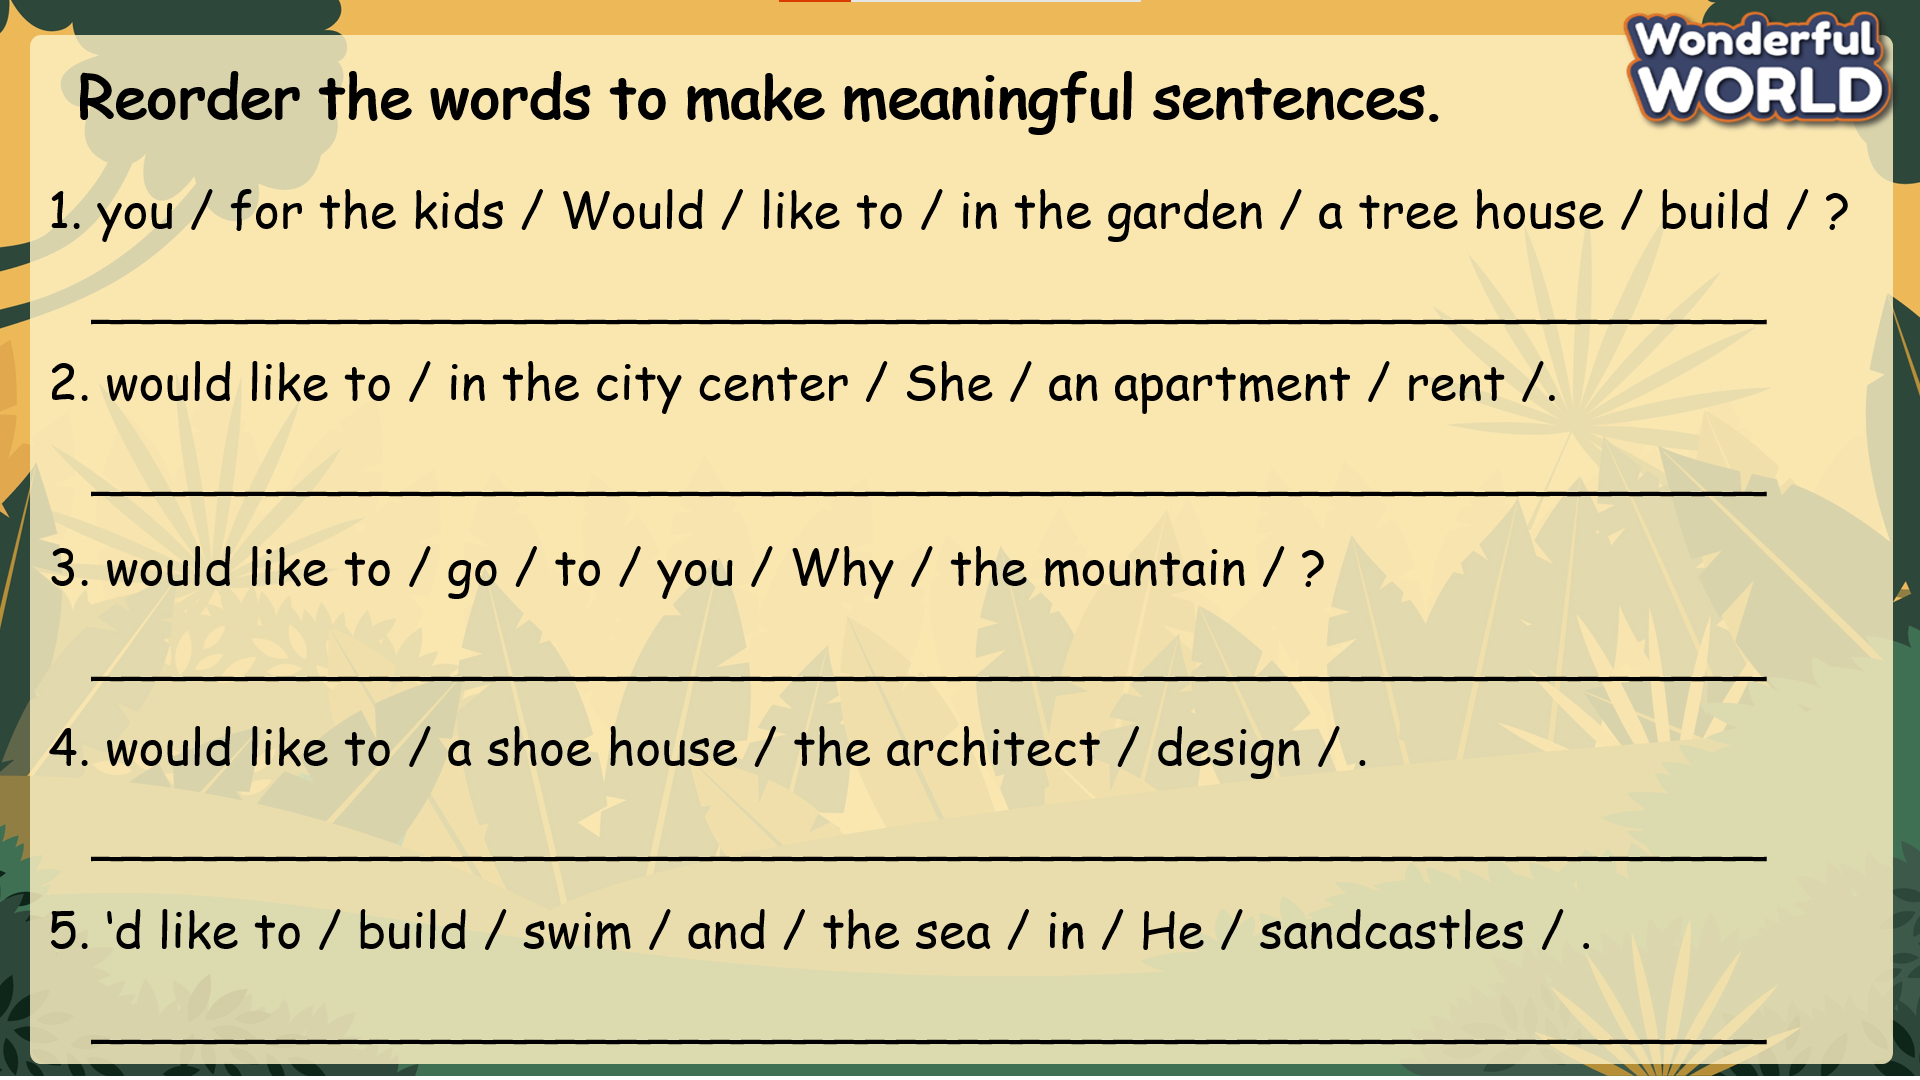 Wonderful
WORLD
Reorder the words to make meaningful sentences.
1. you / for the kids / Would / like to / in the garden / a tree house / build / ?
2. would like to / in the city center / She / an apartment / rent /.
3. would like to / go / to / you / Why / the mountain / ?
4. would like to / a shoe house / the architect / design / .
5. ‘d like to / build / swim / and / the sea / in / He / sandcastles / .